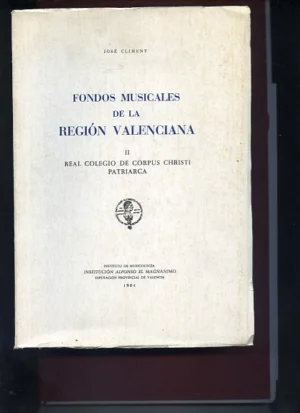 JOSÉ CLIMENT
FONDOS MUSICALES
DE LA
REGIÓN VALENCIANA
II
REAL COLEGIO DE CORPUS CHRISTI
PATRIARCA
INSTITUTO DE MUSICOLOGÍA
INSTITUCIÓN ALFONSO EL MAGNÁNIMO
DIPUTACIÓN PROVINCIAL DE VALENCIA
1984